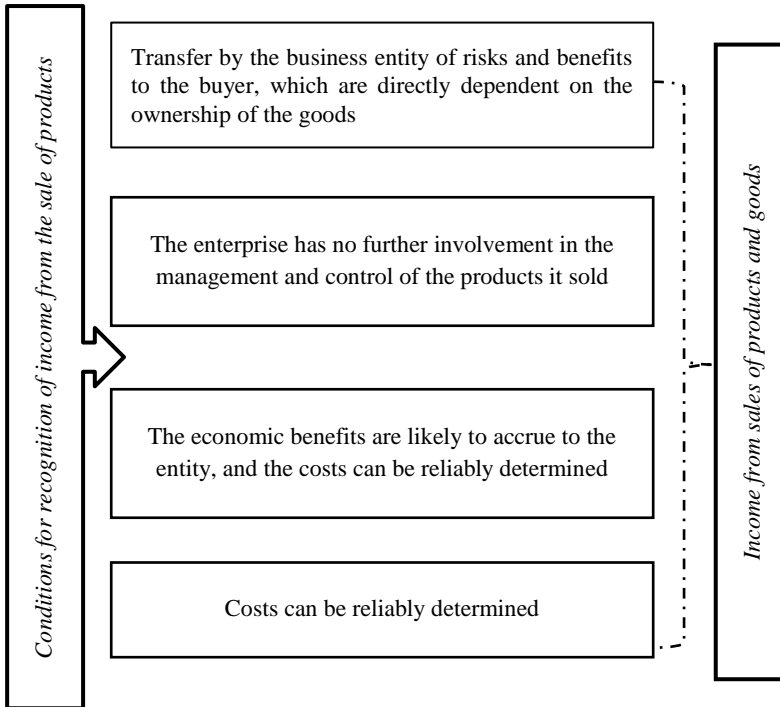 Conditions for recognition of income from the sale of products
Transfer by the business entity of risks and benefits
to the buyer, which are directly dependent on the
ownership of the goods
The enterprise has no further involvement in the
management and control of the products it sold
The economic benefits are likely to accrue to the
entity, and the costs can be reliably determined
Costs can be reliably determined
Income from sales of products and goods